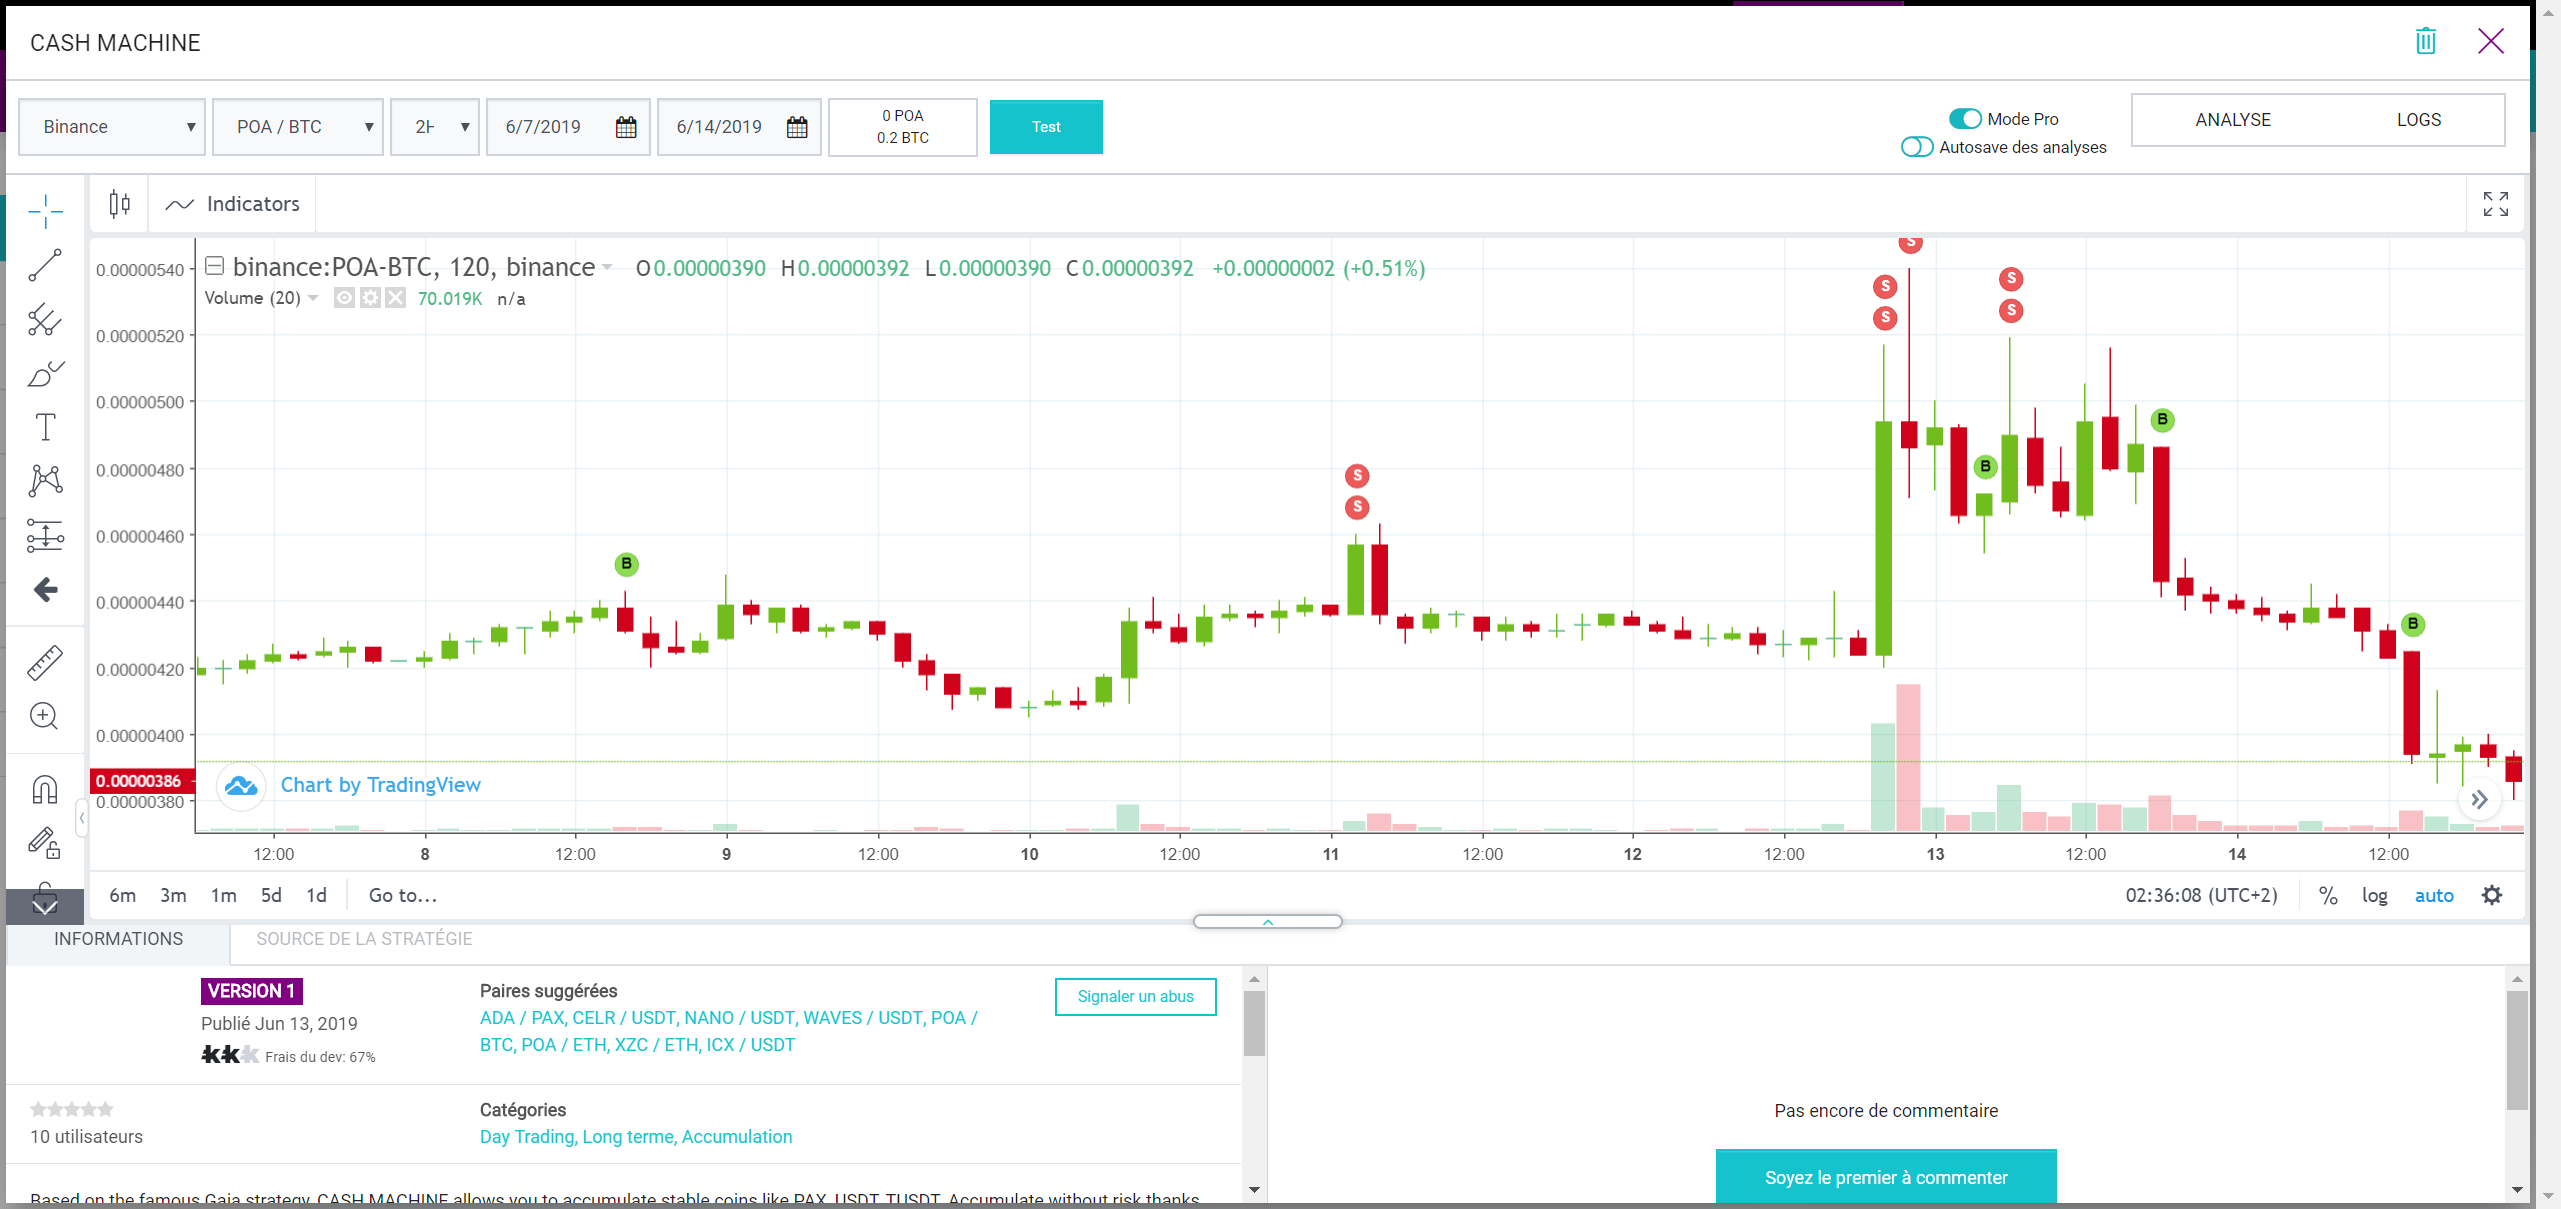 CASH MACHINE
Binance
POA / BTC
2H
6/7/2019
6/14/2019
0 POA
0.2 BTC
Test
Mode Pro
Autosave des analyses
ANALYSE
LOGS
Indicators
binance:POA-BTC, 120, binance O0.00000390 H0.00000392 L0.00000390 C0.00000392 +0.00000002 (+0.51%)
Volume (20) 70.019K n/a
0.00000540
0.00000520
0.00000500
0.00000480
0.00000460
0.00000440
0.00000420
0.00000400
0.00000386
0.00000380
B
S
S
S
S
S
S
S
B
B
B
Chart by TradingView
12:00 8 12:00 9 12:00 10 12:00 11 12:00 12 12:00 13 12:00 14 12:00
6m 3m 1m 5d 1d Go to...
02:36:08 (UTC+2) % log auto
INFORMATIONS
SOURCE DE LA STRATÉGIE
VERSION 1
Publié Jun 13, 2019
Frais du dev: 67%
Paires suggérées
ADA / PAX, CELR / USDT, NANO / USDT, WAVES / USDT, POA /
BTC, POA / ETH, XZC / ETH, ICX / USDT
Signaler un abus
10 utilisateurs
Catégories
Day Trading, Long terme, Accumulation
Based on the famous Gaia strategy, CASH MACHINE allows you to accumulate stable coins like PAX, USDT, TUSDT. Accumulate without risk thanks
Pas encore de commentaire
Soyez le premier à commenter